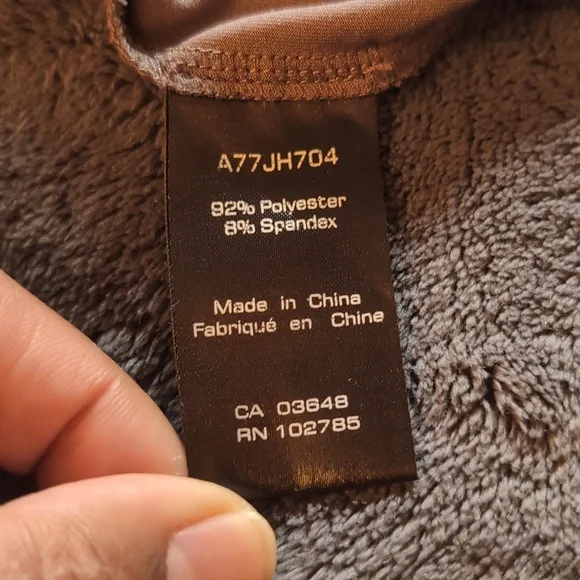 A77JH704
92% Polyester
8% Spandex
Made in China
Fabriqué en Chine
CA 03648
RN 102785